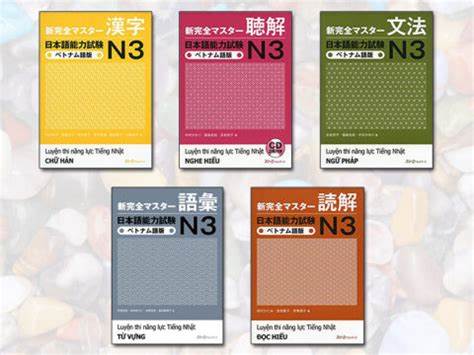 新完全マスター漢字
日本語能力試験 N3
ベトナム語版
Luyện thi năng lực Tiếng Nhật
CHỮ HÁN
新完全マスター聴解
日本語能力試験 N3
ベトナム語版
CD
Luyện thi năng lực Tiếng Nhật
NGHE HIỂU
新完全マスター文法
日本語能力試験 N3
ベトナム語版
Luyện thi năng lực Tiếng Nhật
NGỮ PHÁP
新完全マスター語彙
日本語能力試験 N3
ベトナム語版
Luyện thi năng lực Tiếng Nhật
TỪ VỰNG
新完全マスター読解
日本語能力試験 N3
ベトナム語版
Luyện thi năng lực Tiếng Nhật
ĐỌC HIỂU